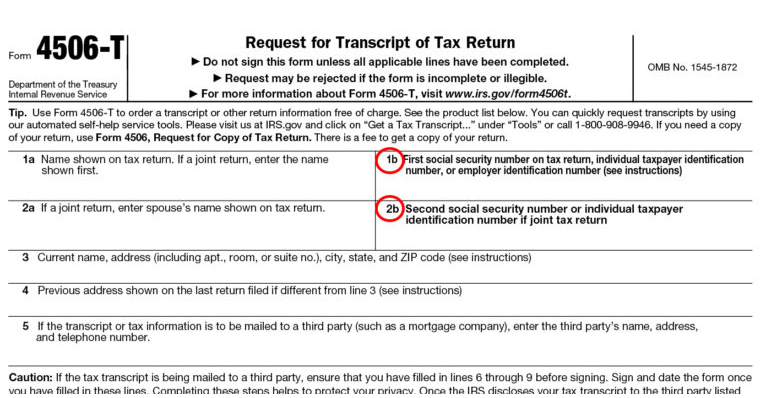 Form 4506-T
Department of the Treasury
Internal Revenue Service
Request for Transcript of Tax Return
▶ Do not sign this form unless all applicable lines have been completed.
▶ Request may be rejected if the form is incomplete or illegible.
▶ For more information about Form 4506-T, visit www.irs.gov/form4506t.
OMB No. 1545-1872
Tip. Use Form 4506-T to order a transcript or other return information free of charge. See the product list below. You can quickly request transcripts by using
our automated self-help service tools. Please visit us at IRS.gov and click on “Get a Tax Transcript...” under “Tools” or call 1-800-908-9946. If you need a copy
of your return, use Form 4506, Request for Copy of Tax Return. There is a fee to get a copy of your return.
1a Name shown on tax return. If a joint return, enter the name
shown first.
1b First social security number on tax return, individual taxpayer identification
number, or employer identification number (see instructions)
2a If a joint return, enter spouse’s name shown on tax return.
2b Second social security number or individual taxpayer
identification number if joint tax return
3 Current name, address (including apt., room, or suite no.), city, state, and ZIP code (see instructions)
4 Previous address shown on the last return filed if different from line 3 (see instructions)
5 If the transcript or tax information is to be mailed to a third party (such as a mortgage company), enter the third party’s name, address,
and telephone number.
Caution: If the tax transcript is being mailed to a third party, ensure that you have filled in lines 6 through 9 before signing. Sign and date the form once
you have filled in these lines. Completing these steps helps to protect your privacy. Once the IRS discloses your tax transcript to the third party listed